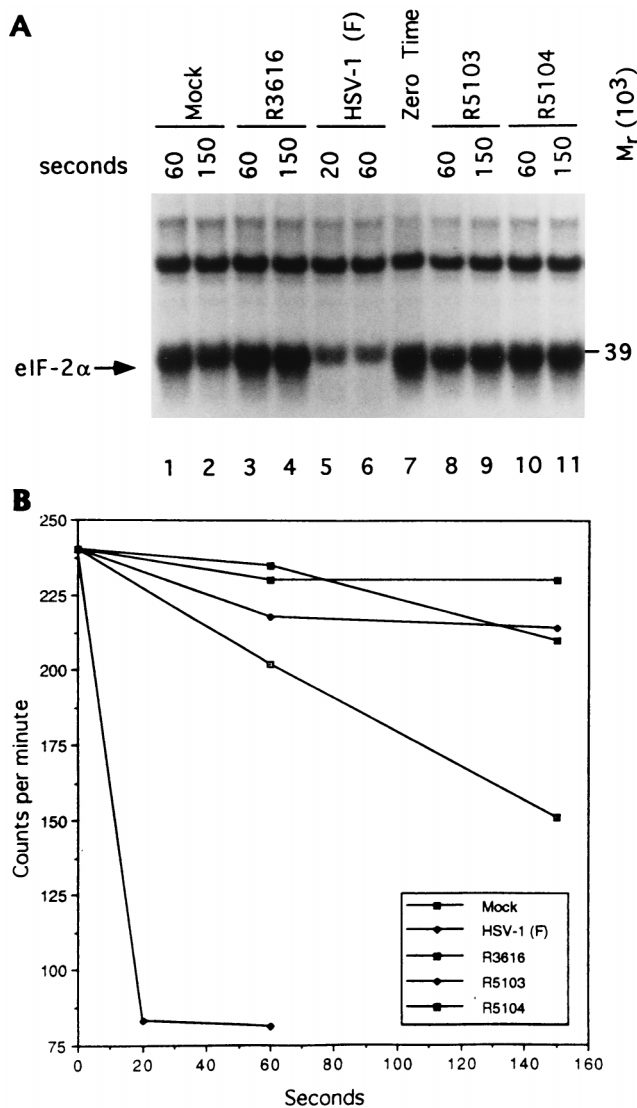 A
Mock
R3616
HSV-1 (F)
Zero Time
R5103
R5104
Mr (10³)
seconds
60 150 60 150 20 60 60 150 60 150
eIF-2α
39
1 2 3 4 5 6 7 8 9 10 11
B
250
225
200
175
150
125
100
75
Counts per minute
0 20 40 60 80 100 120 140 160
Seconds
Mock
HSV-1 (F)
R3616
R5103
R5104